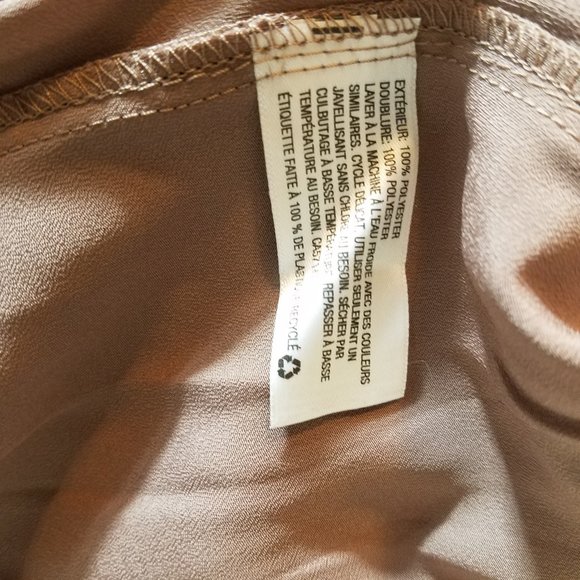 EXTÉRIEUR: 100% POLYESTER
DOUBLURE: 100% POLYESTER
LAVER À LA MACHINE À L'EAU FROIDE AVEC DES COULEURS
SIMILAIRES. CYCLE DÉLICAT. UTILISER SEULEMENT UN
JAVELLISANT SANS CHLORE AU BESOIN. SÉCHER PAR
CULBUTAGE À BASSE TEMPÉRATURE. REPASSER À BASSE
TEMPÉRATURE AU BESOIN.
ÉTIQUETTE FAITE À 100 % DE PLASTIQUE RECYCLÉ